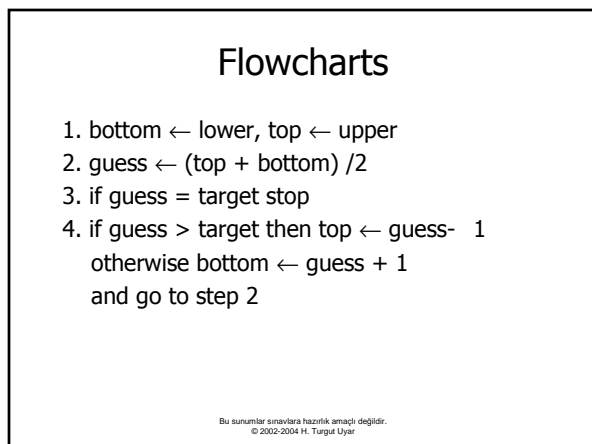 Flowcharts
1. bottom ← lower, top ← upper
2. guess ← (top + bottom) /2
3. if guess = target stop
4. if guess > target then top ← guess- 1
otherwise bottom ← guess + 1
and go to step 2
Bu sunumlar sınavlara hazırlık amaçlı değildir.
© 2002-2004 H. Turgut Uyar